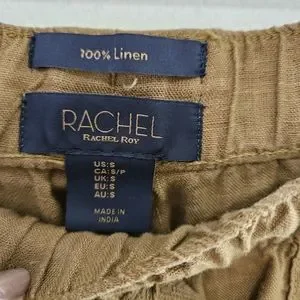 100% Linen
RACHEL
RACHEL ROY
US:S
CA:S/P
UK:S
EU:S
AU:S
MADE IN
INDIA